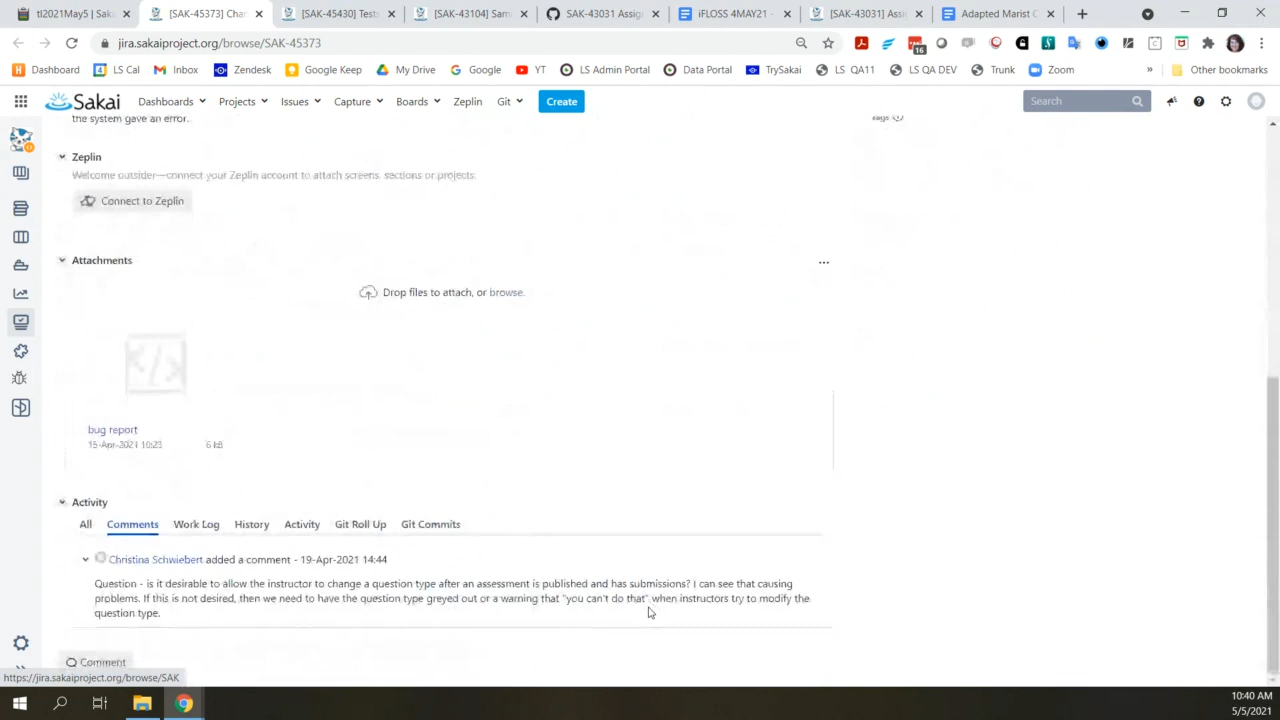 tl2021May5 | Saka
[SAK-45373] Char
[SAK-45430] Tests
[SAK-43104] Sam
SAK-43031 Assig
iFLOSS 4MAY21 -
[SAK-43031] Ass
Adapted Marist C
jira.sakaiproject.org/browse/SAK-45373
16
Dashboard
LS Cal
Inbox
Zendesk
Google Keep
My Drive
Google
YT
LS Admin Portal
Data Portal
TrySakai
LS QA11
LS QA DEV
Trunk
Zoom
»
Other bookmarks
Sakai
Dashboards
Projects
Issues
Capture
Boards
Zeplin
Git
Create
Search
the system gave an error.
Zeplin
Welcome outsider—connect your Zeplin account to attach screens, sections or projects.
Connect to Zeplin
Attachments
...
Drop files to attach, or browse.
bug report
15-Apr-2021 10:23
6 kB
Activity
All
Comments
Work Log
History
Activity
Git Roll Up
Git Commits
Christina Schwiebert added a comment - 19-Apr-2021 14:44
Question - is it desirable to allow the instructor to change a question type after an assessment is published and has submissions? I can see that causing
problems. If this is not desired, then we need to have the question type greyed out or a warning that "you can't do that" when instructors try to modify the
question type.
Comment
https://jira.sakaiproject.org/browse/SAK
10:40 AM
5/5/2021